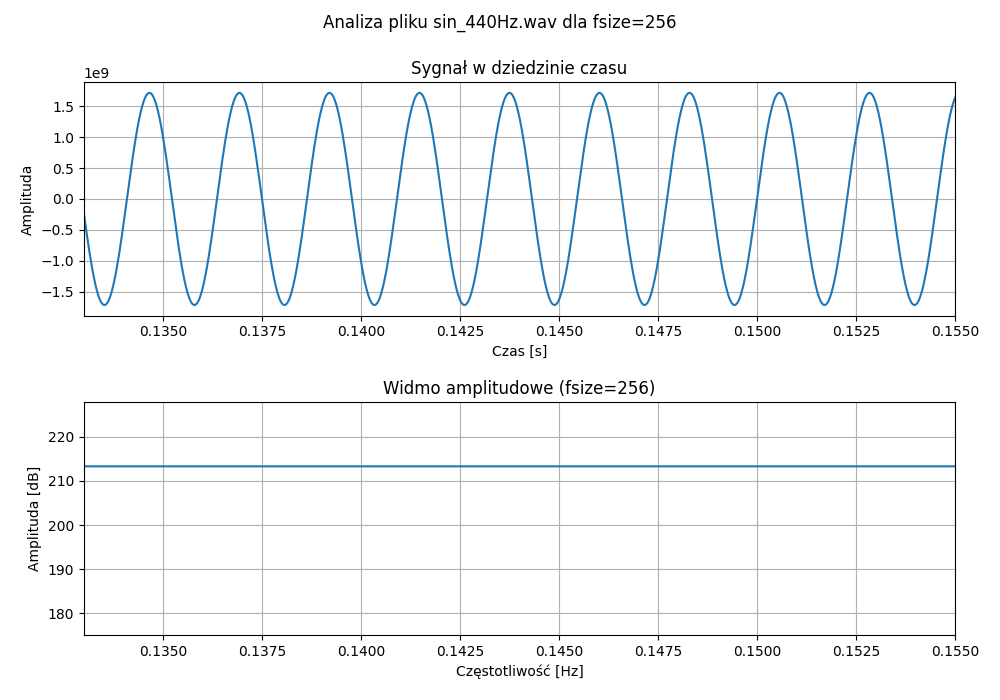 Analiza pliku sin_440Hz.wav dla fsize=256
Sygnał w dziedzinie czasu
1e9
1.5
1.0
0.5
0.0
−0.5
−1.0
−1.5
Amplituda
0.1350 0.1375 0.1400 0.1425 0.1450 0.1475 0.1500 0.1525 0.1550
Czas [s]
Widmo amplitudowe (fsize=256)
220
210
200
190
180
Amplituda [dB]
0.1350 0.1375 0.1400 0.1425 0.1450 0.1475 0.1500 0.1525 0.1550
Częstotliwość [Hz]